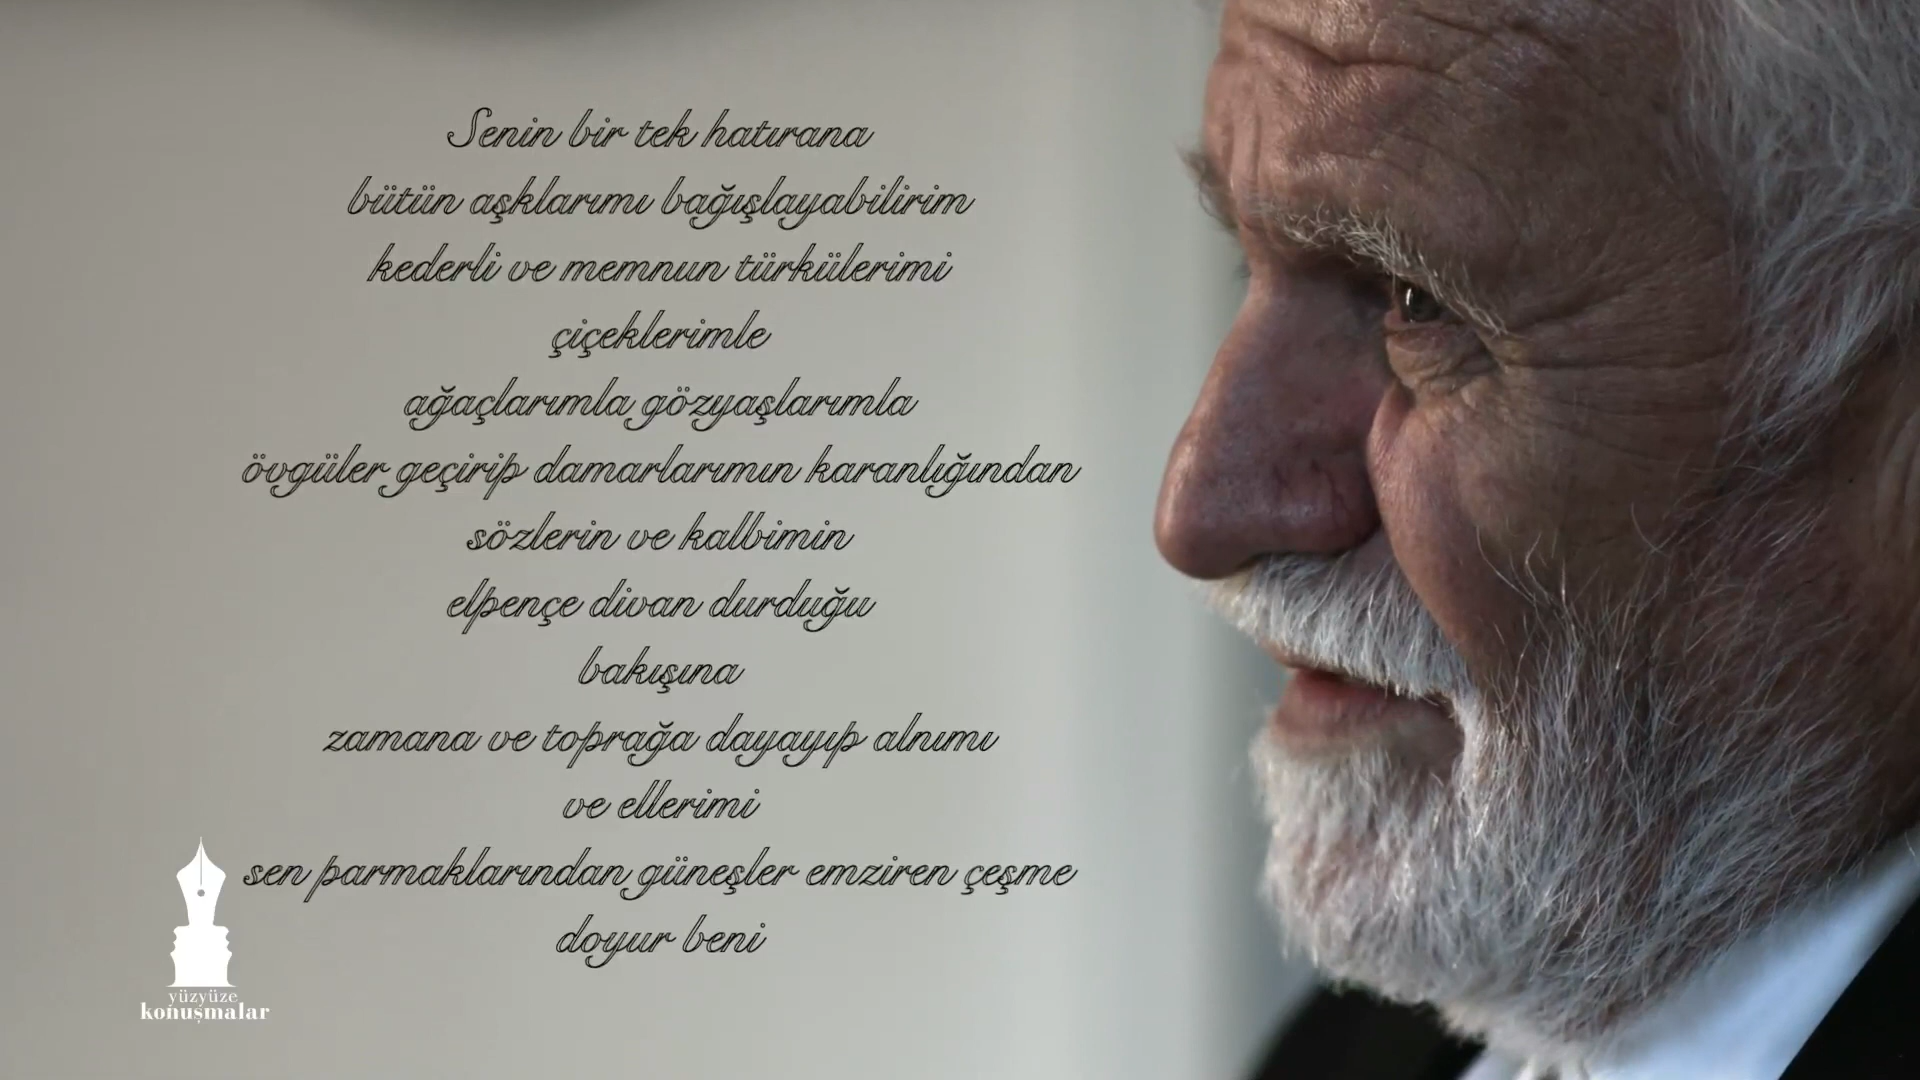 Senin bir tek hatırana
bütün aşklarımı bağışlayabilirim
kederli ve memnun türkülerimi
çiçeklerimle
ağaçlarımla gözyaşlarımla
övgüler geçirip damarlarımın karanlığından
sözlerin ve kalbimin
elpençe divan durduğu
bakışına
zamana ve toprağa dayayıp alnımı
ve ellerimi
sen parmaklarından güneşler emziren çeşme
doyur beni
yüzyüze
konuşmalar